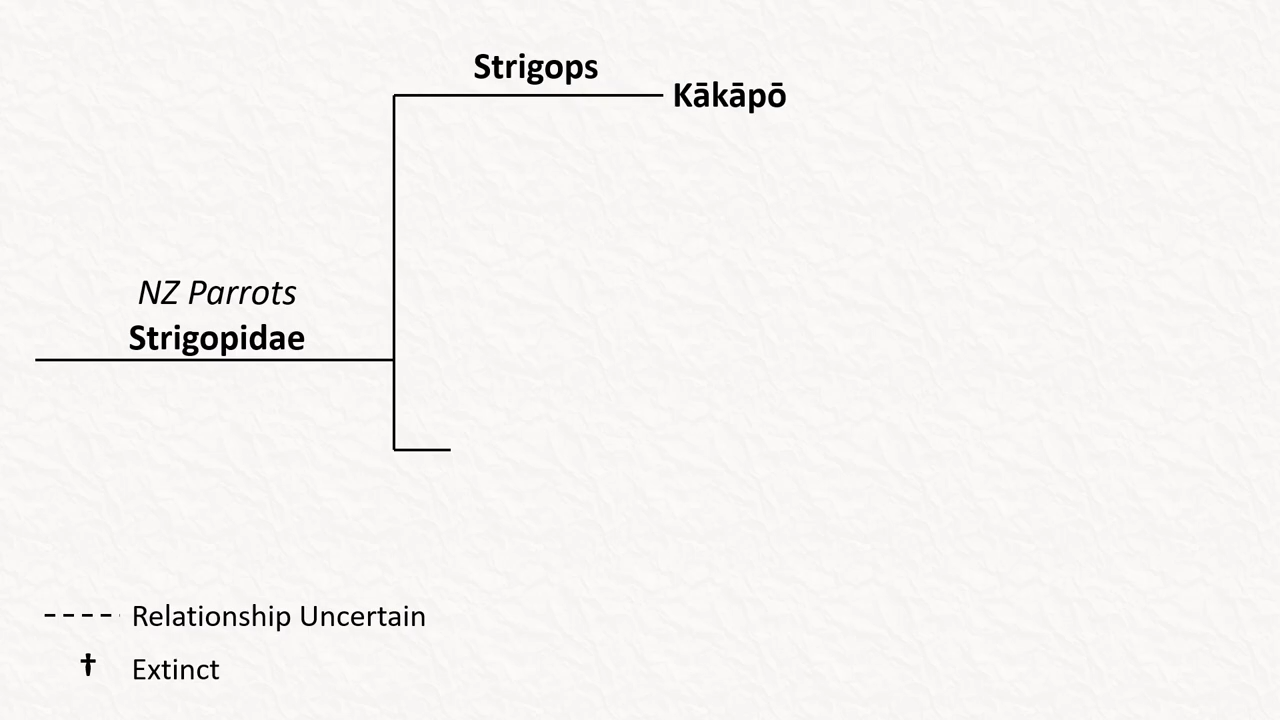 Strigops
Kākāpō
NZ Parrots
Strigopidae
Relationship Uncertain
† Extinct